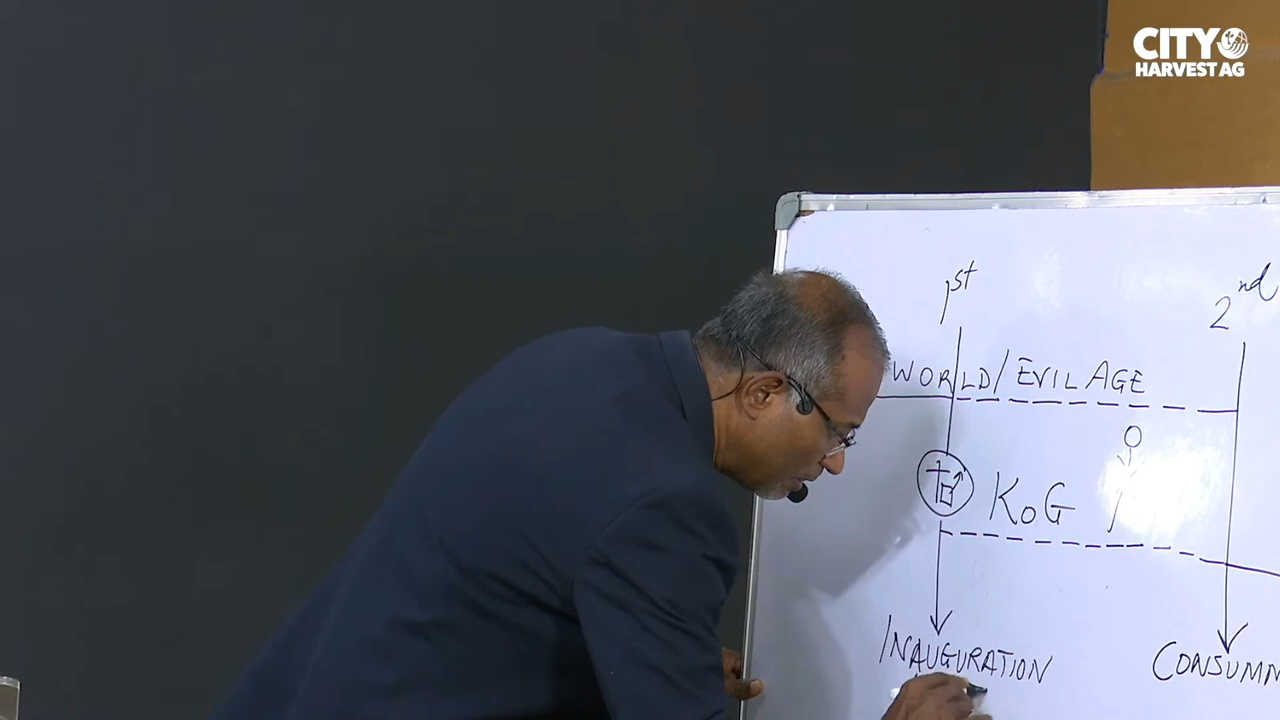 CITY
HARVEST AG
1st
2nd
WORLD/EVIL AGE
KoG
INAUGURATION
CONSUMM